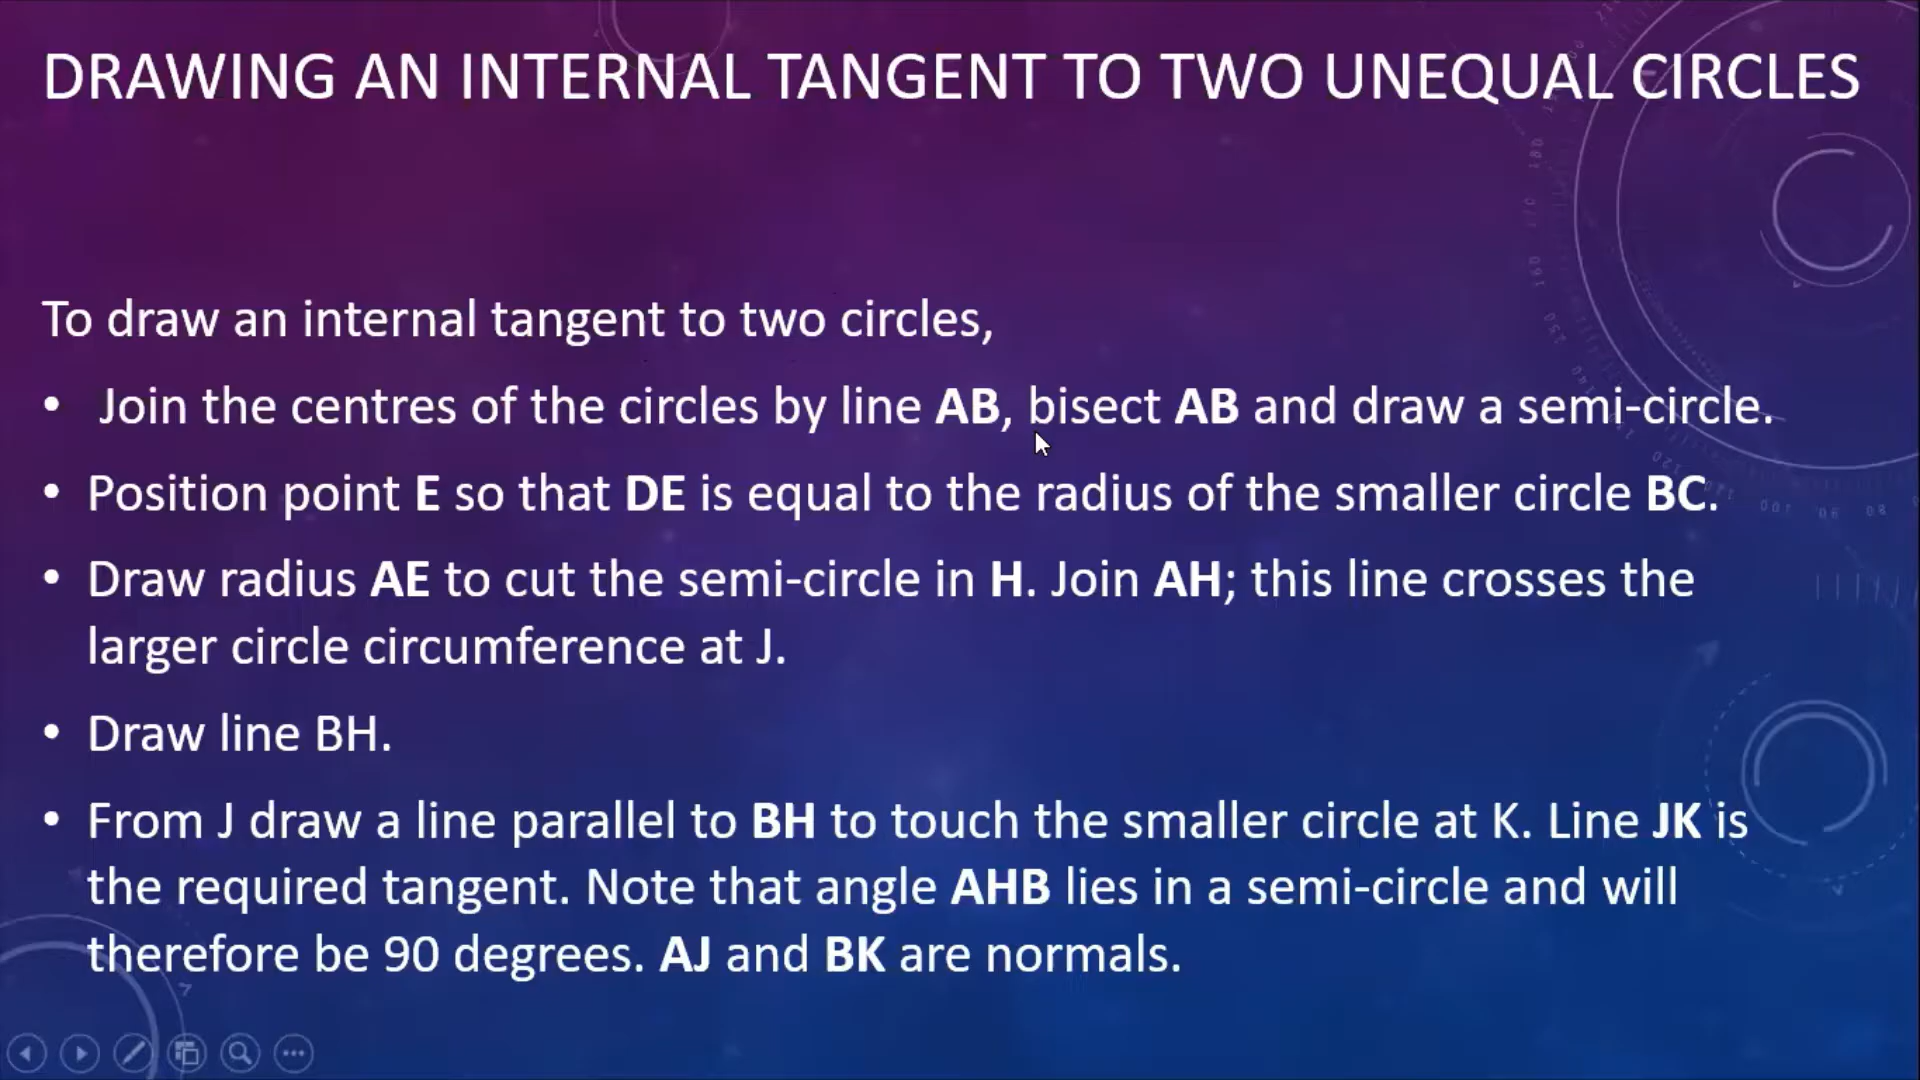 DRAWING AN INTERNAL TANGENT TO TWO UNEQUAL CIRCLES
To draw an internal tangent to two circles,
• Join the centres of the circles by line AB, bisect AB and draw a semi-circle.
• Position point E so that DE is equal to the radius of the smaller circle BC.
• Draw radius AE to cut the semi-circle in H. Join AH; this line crosses the
larger circle circumference at J.
• Draw line BH.
• From J draw a line parallel to BH to touch the smaller circle at K. Line JK is
the required tangent. Note that angle AHB lies in a semi-circle and will
therefore be 90 degrees. AJ and BK are normals.